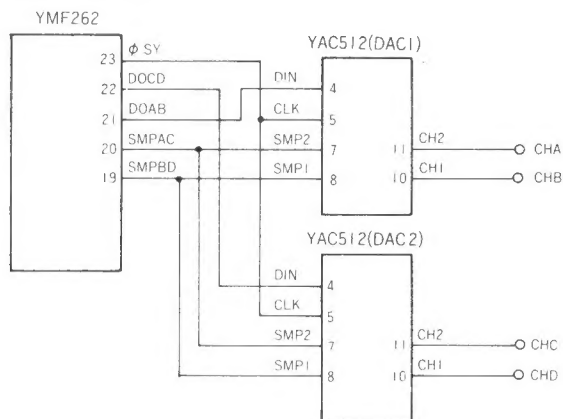 YMF262
YAC512(DAC1)
23 φ SY
22 DOCD
21 DOAB
20 SMPAC
19 SMPBD
DIN 4
CLK 5
SMP2 7
SMP1 8
11 CH2 CHA
10 CH1 CHB
YAC512(DAC2)
DIN 4
CLK 5
SMP2 7
SMP1 8
11 CH2 CHC
10 CH1 CHD